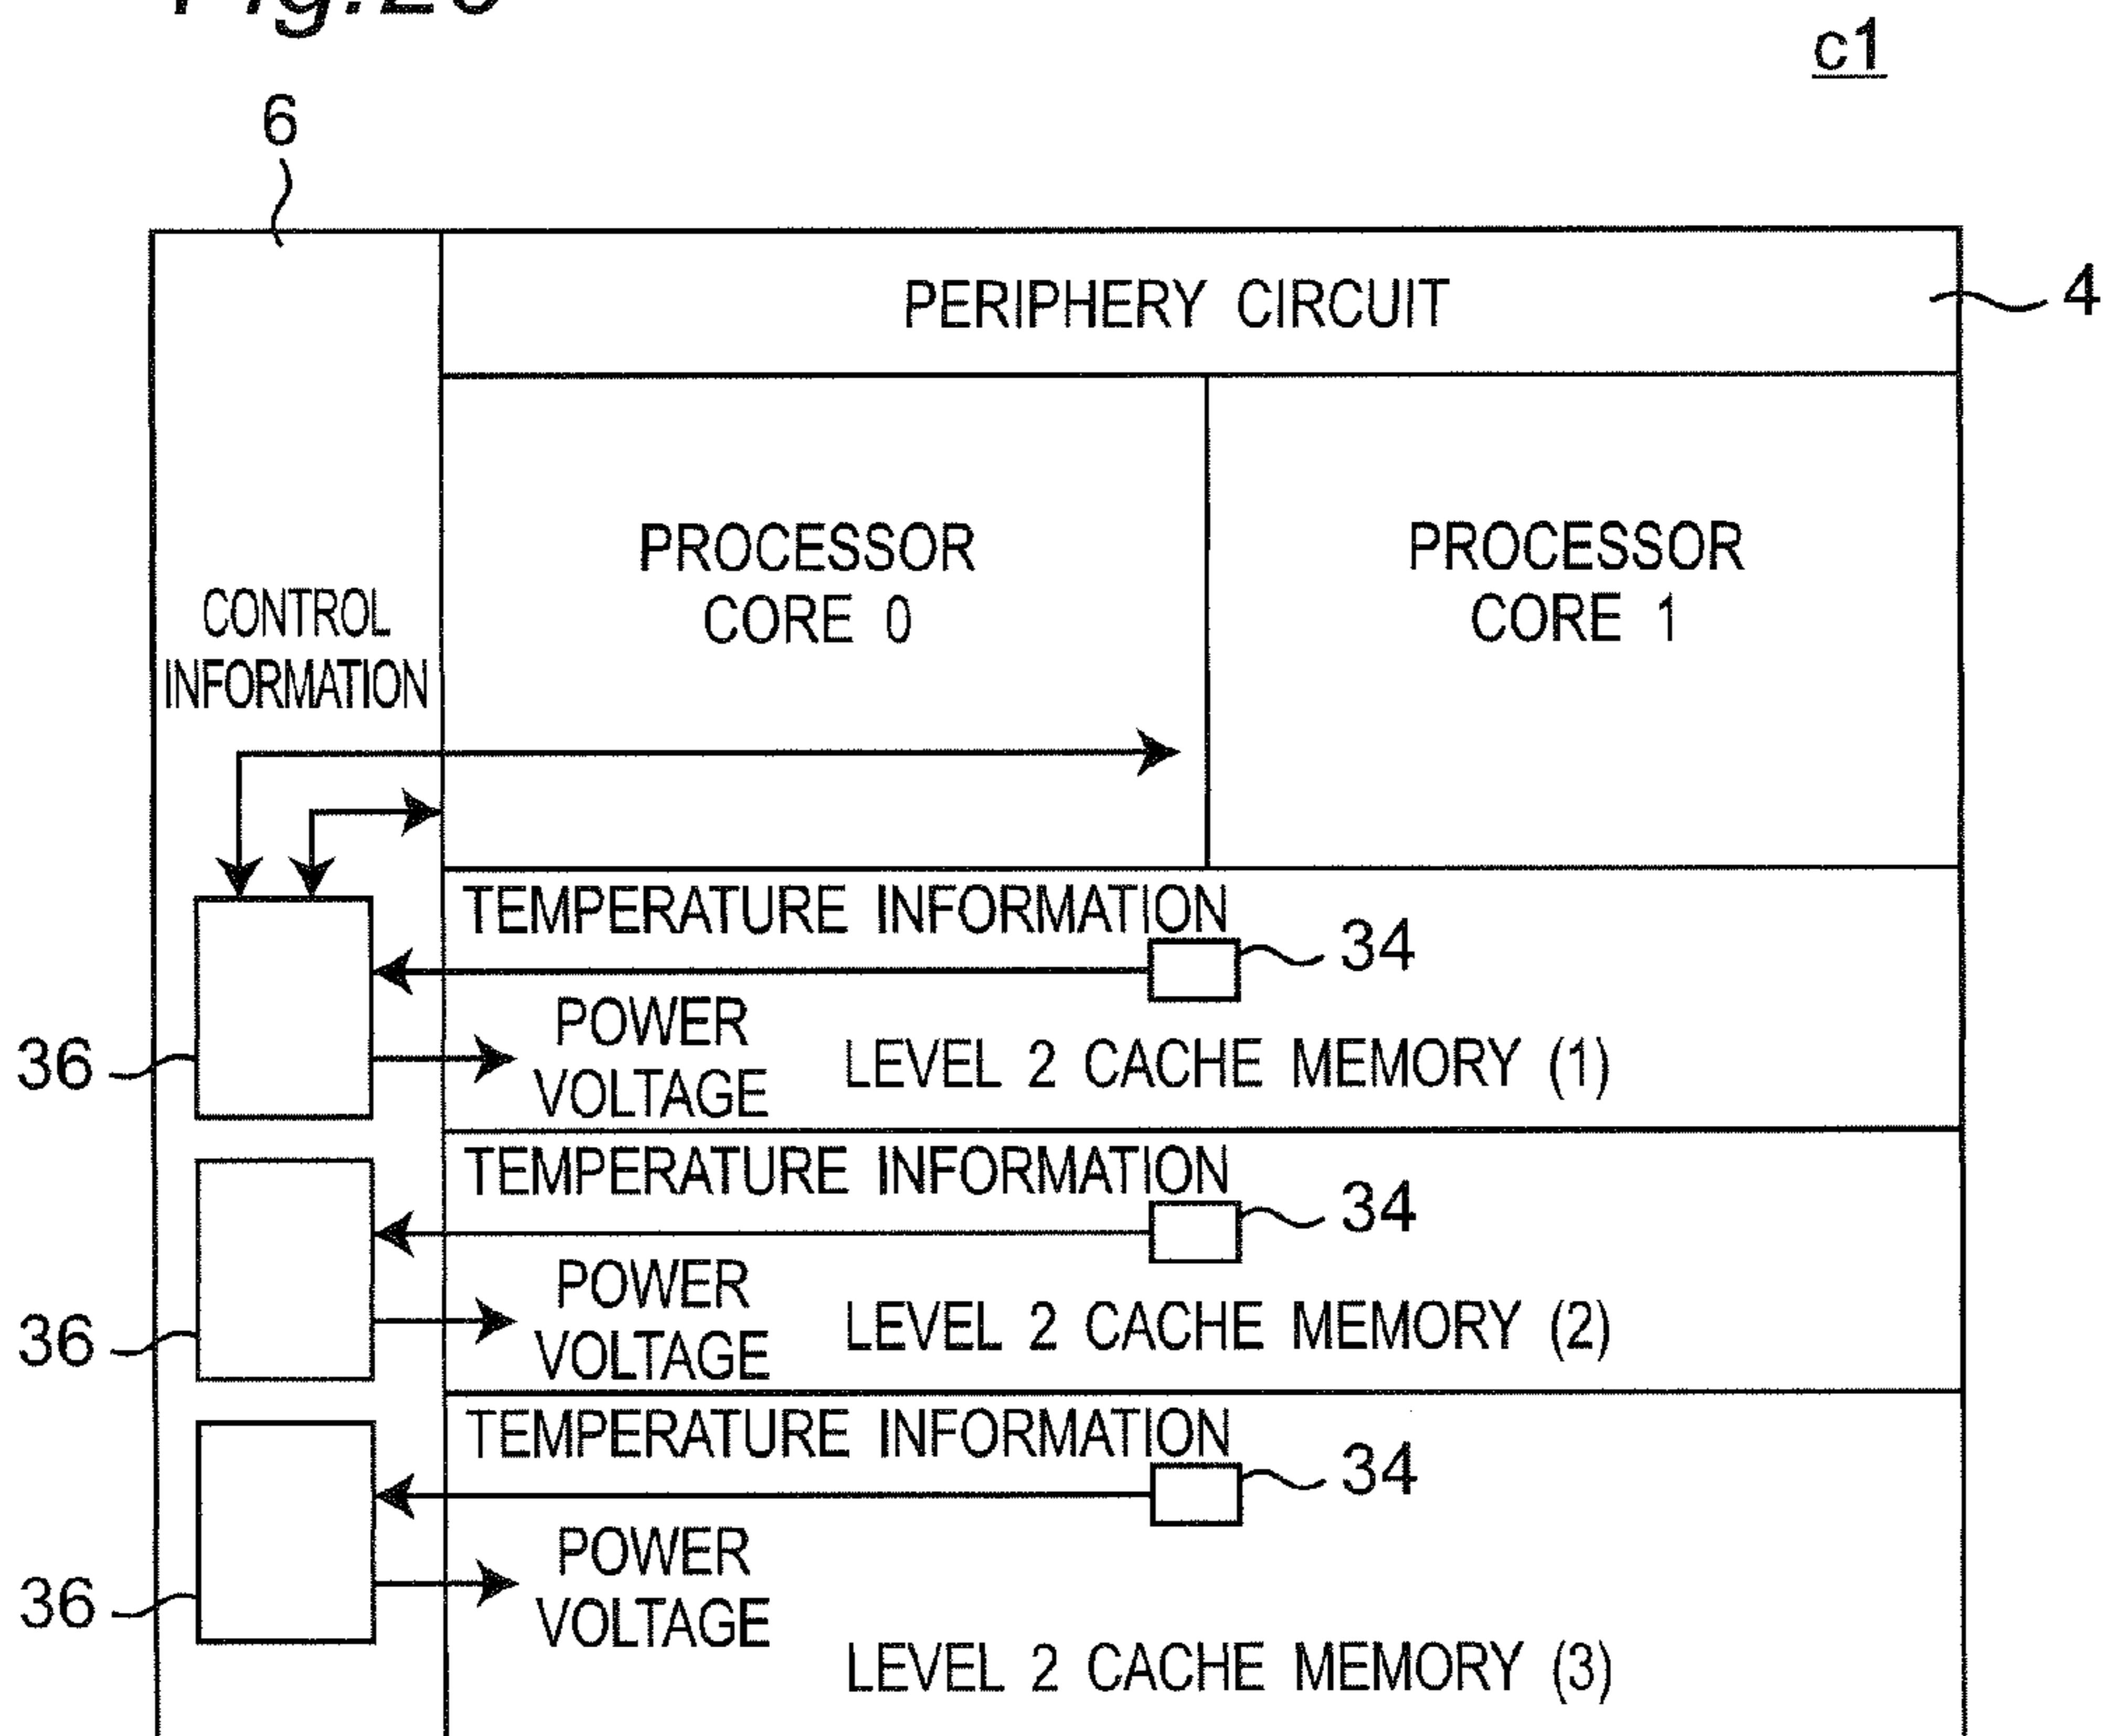 c1
6
PERIPHERY CIRCUIT
4
PROCESSOR
CORE 0
PROCESSOR
CORE 1
CONTROL
INFORMATION
TEMPERATURE INFORMATION
34
POWER
VOLTAGE
LEVEL 2 CACHE MEMORY (1)
36
TEMPERATURE INFORMATION
34
POWER
VOLTAGE
LEVEL 2 CACHE MEMORY (2)
36
TEMPERATURE INFORMATION
34
POWER
VOLTAGE
36
LEVEL 2 CACHE MEMORY (3)